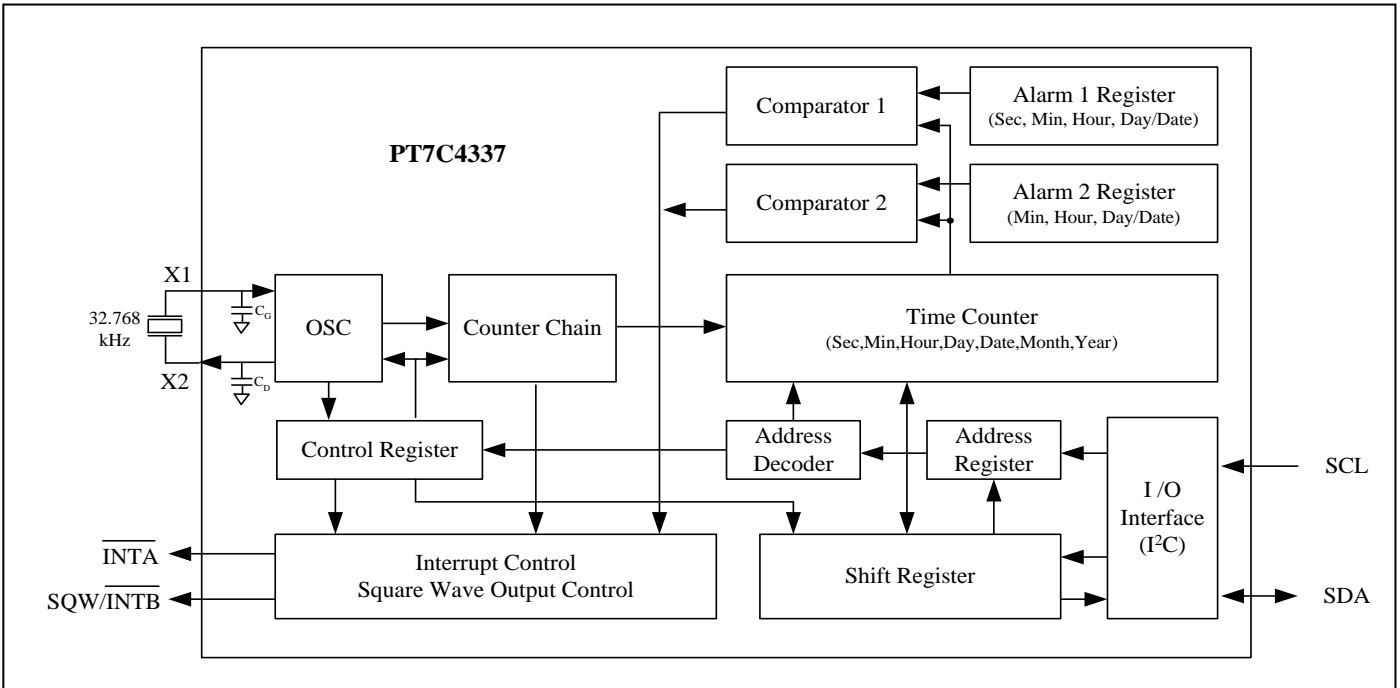 Comparator 1
Alarm 1 Register
(Sec, Min, Hour, Day/Date)
PT7C4337
Comparator 2
Alarm 2 Register
(Min, Hour, Day/Date)
X1
32.768
kHz
X2
CG
CD
OSC
Counter Chain
Time Counter
(Sec,Min,Hour,Day,Date,Month,Year)
Control Register
Address
Decoder
Address
Register
I /O
Interface
(I²C)
SCL
SDA
INTA
SQW/INTB
Interrupt Control
Square Wave Output Control
Shift Register